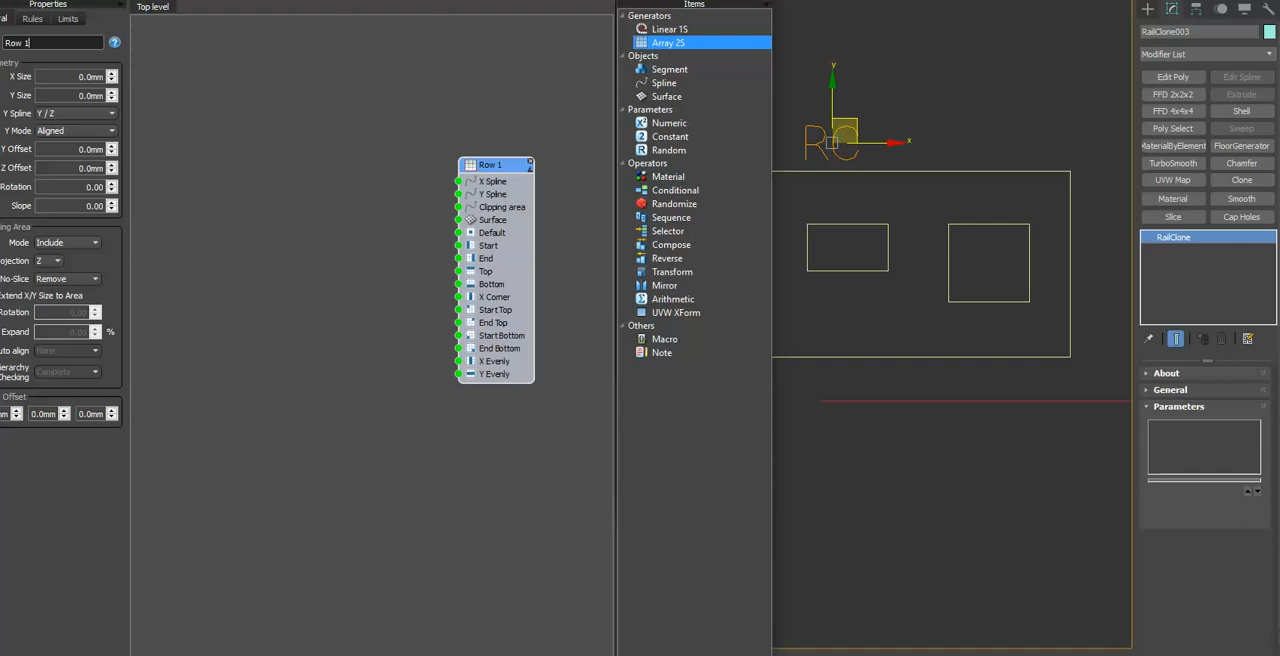 Properties
al Rules Limits
Row 1
metry
X Size 0.0mm
Y Size 0.0mm
Y Spline Y / Z
Y Mode Aligned
Y Offset 0.0mm
Z Offset 0.0mm
Rotation 0.00
Slope 0.00
ing Area
Mode Include
ojection Z
No-Slice Remove
Extend X/Y Size to Area
Rotation 0.00
Expand 0.00 %
uto align None
erarchy
Checking Complete
Offset
mm 0.0mm 0.0mm
Top level
Row 1
X Spline
Y Spline
Clipping area
Surface
Default
Start
End
Top
Bottom
X Corner
Start Top
End Top
Start Bottom
End Bottom
X Evenly
Y Evenly
Items
Generators
Linear 1S
Array 2S
Objects
Segment
Spline
Surface
Parameters
Numeric
Constant
Random
Operators
Material
Conditional
Randomize
Sequence
Selector
Compose
Reverse
Transform
Mirror
Arithmetic
UVW XForm
Others
Macro
Note
y
x
RC
RailClone003
Modifier List
Edit Poly Edit Spline
FFD 2x2x2 Extrude
FFD 4x4x4 Shell
Poly Select Sweep
MaterialByElement FloorGenerator
TurboSmooth Chamfer
UVW Map Clone
Material Smooth
Slice Cap Holes
RailClone
About
General
Parameters